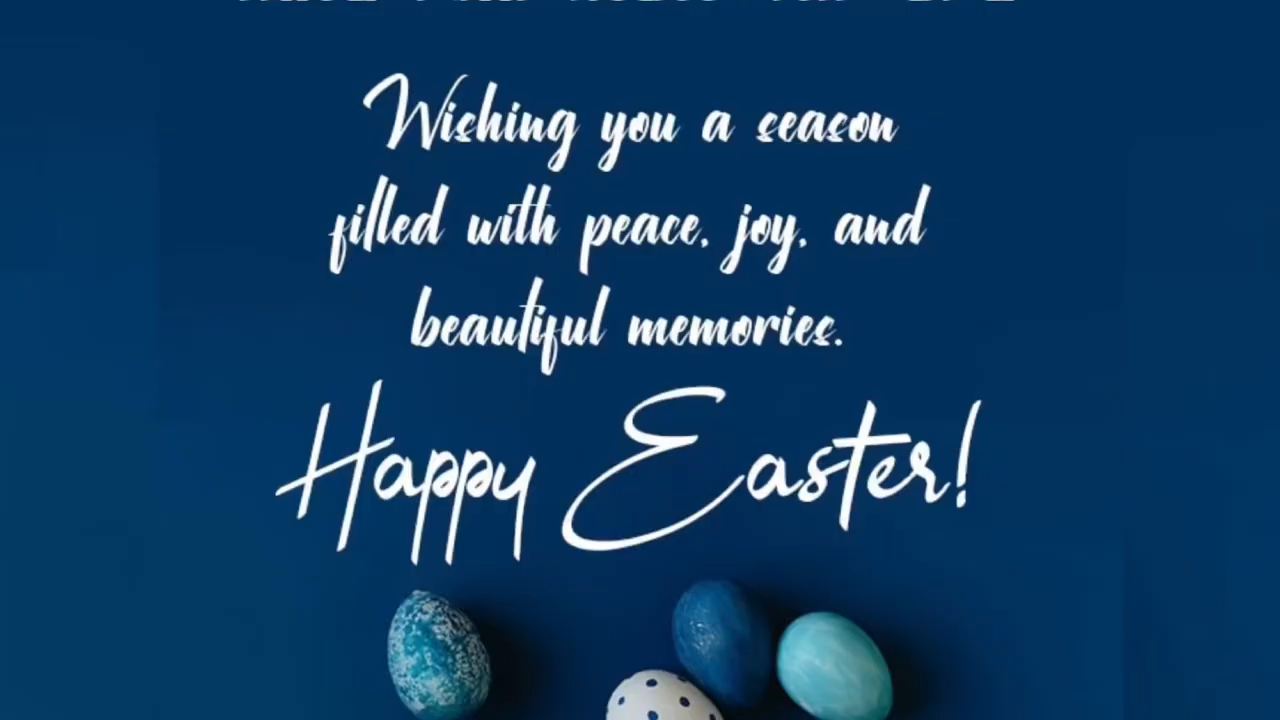 Wishing you a season
filled with peace, joy, and
beautiful memories.
Happy Easter!